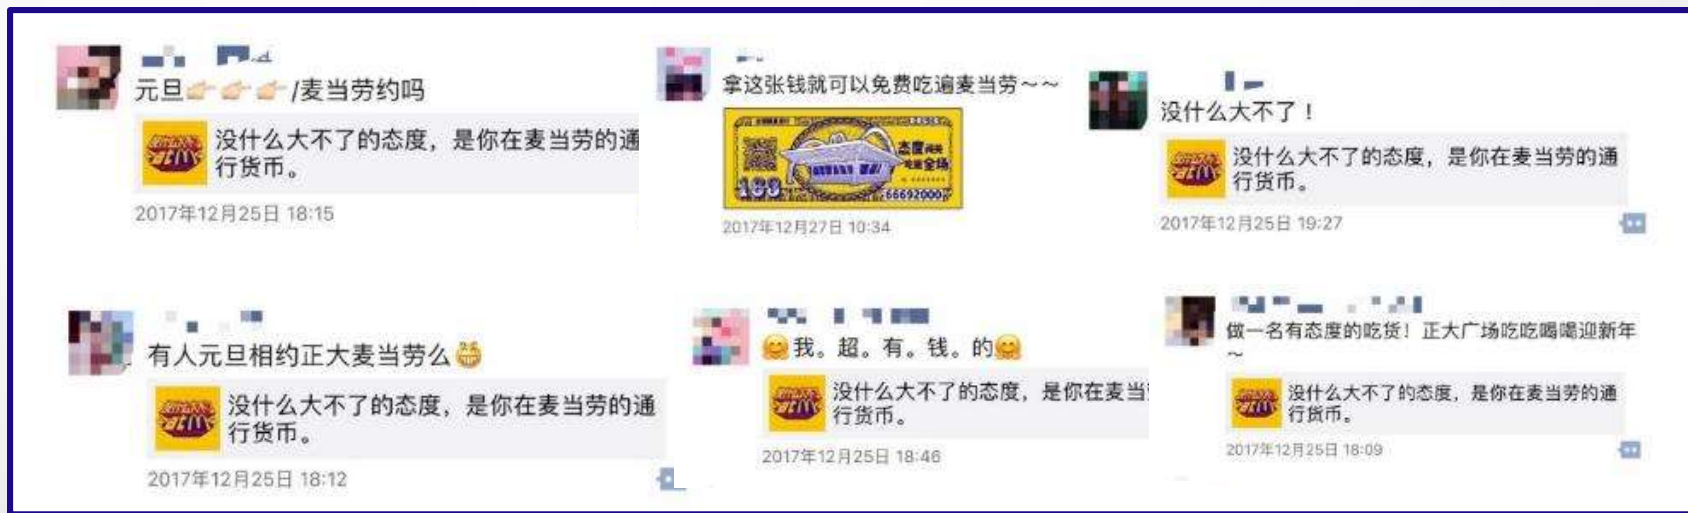 元旦👉🏻👉🏻👉🏻/麦当劳约吗
没什么大不了的态度，是你在麦当劳的通
行货币。
2017年12月25日 18:15
拿这张钱就可以免费吃遍麦当劳～～
态度
全场
66692000
2017年12月27日 10:34
没什么大不了！
没什么大不了的态度，是你在麦当劳的通
行货币。
2017年12月25日 19:27
有人元旦相约正大麦当劳么😁
没什么大不了的态度，是你在麦当劳的通
行货币。
2017年12月25日 18:12
🤗我。超。有。钱。的🤗
没什么大不了的态度，是你在麦当
行货币。
2017年12月25日 18:46
做一名有态度的吃货！正大广场吃吃喝喝迎新年
～
没什么大不了的态度，是你在麦当劳的通
行货币。
2017年12月25日 18:09